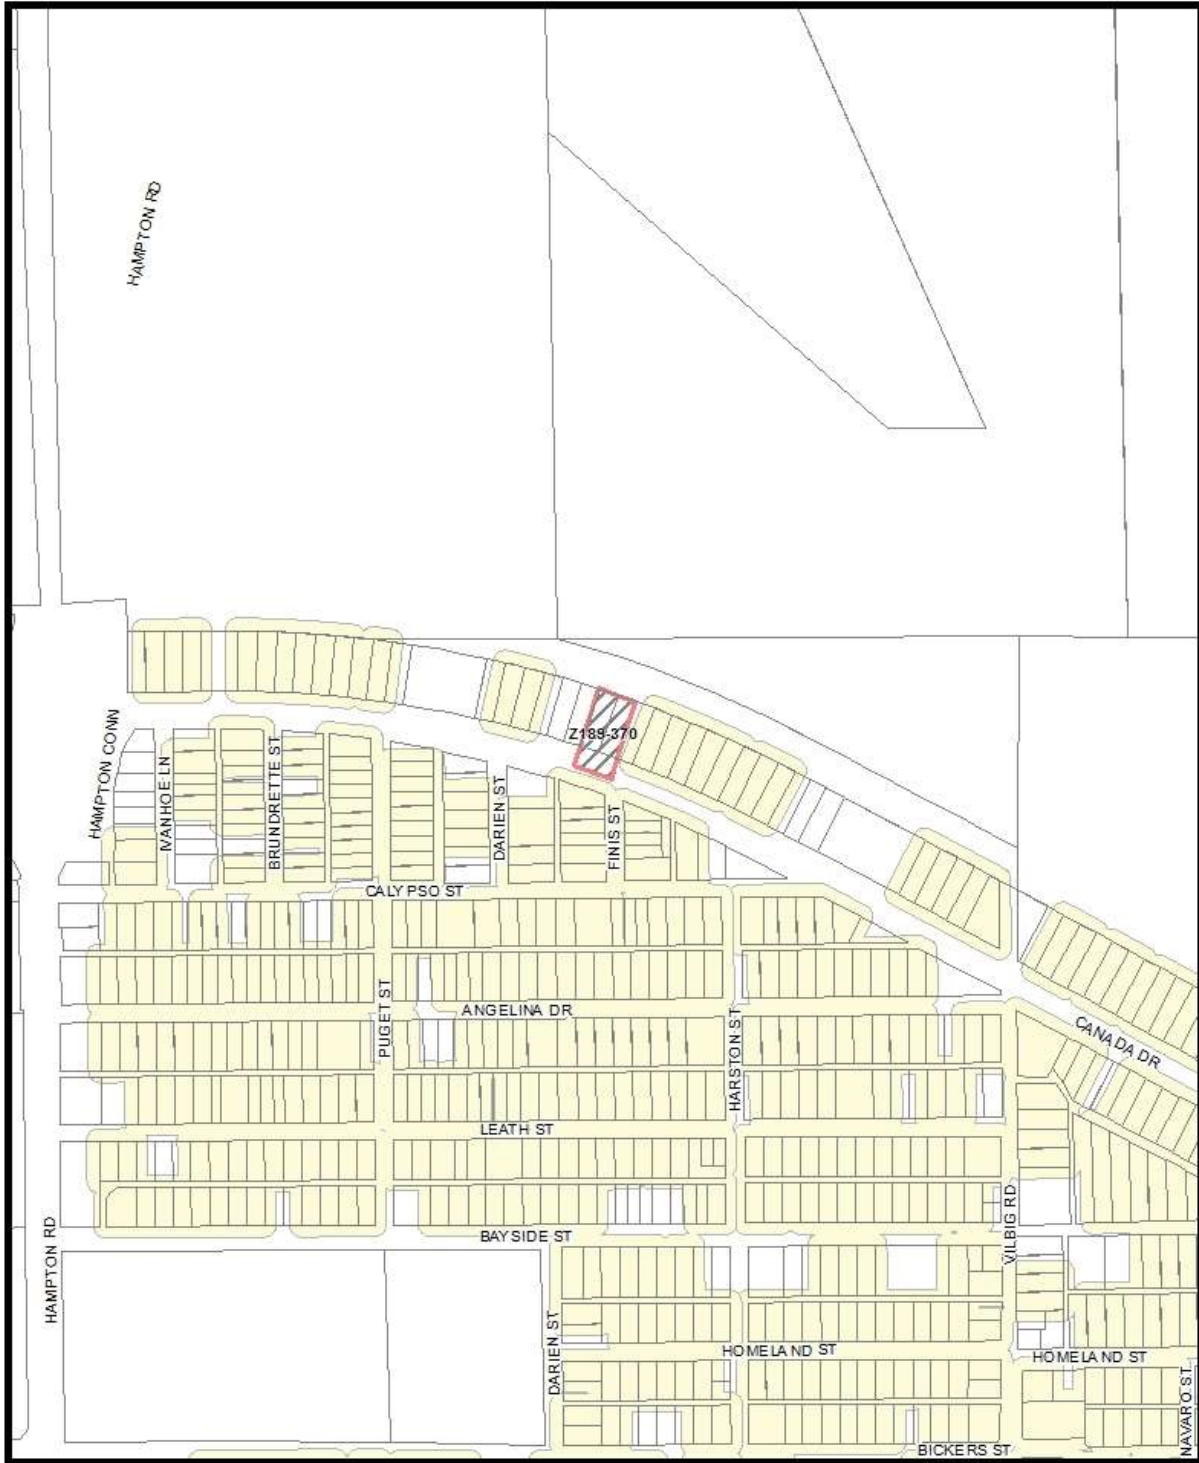 HAMPTON RD
Z189-370
HAMPTON CONN
IVANHOE LN
BRUNDRETTE ST
DARIEN ST
FINIS ST
CALYPSO ST
PUGET ST
ANGELINA DR
HARSTON ST
CANADA DR
LEATH ST
VILBIG RD
BAYSIDE ST
HAMPTON RD
DARIEN ST
HOMELAND ST
HOMELAND ST
NAVARO ST
BICKERS ST